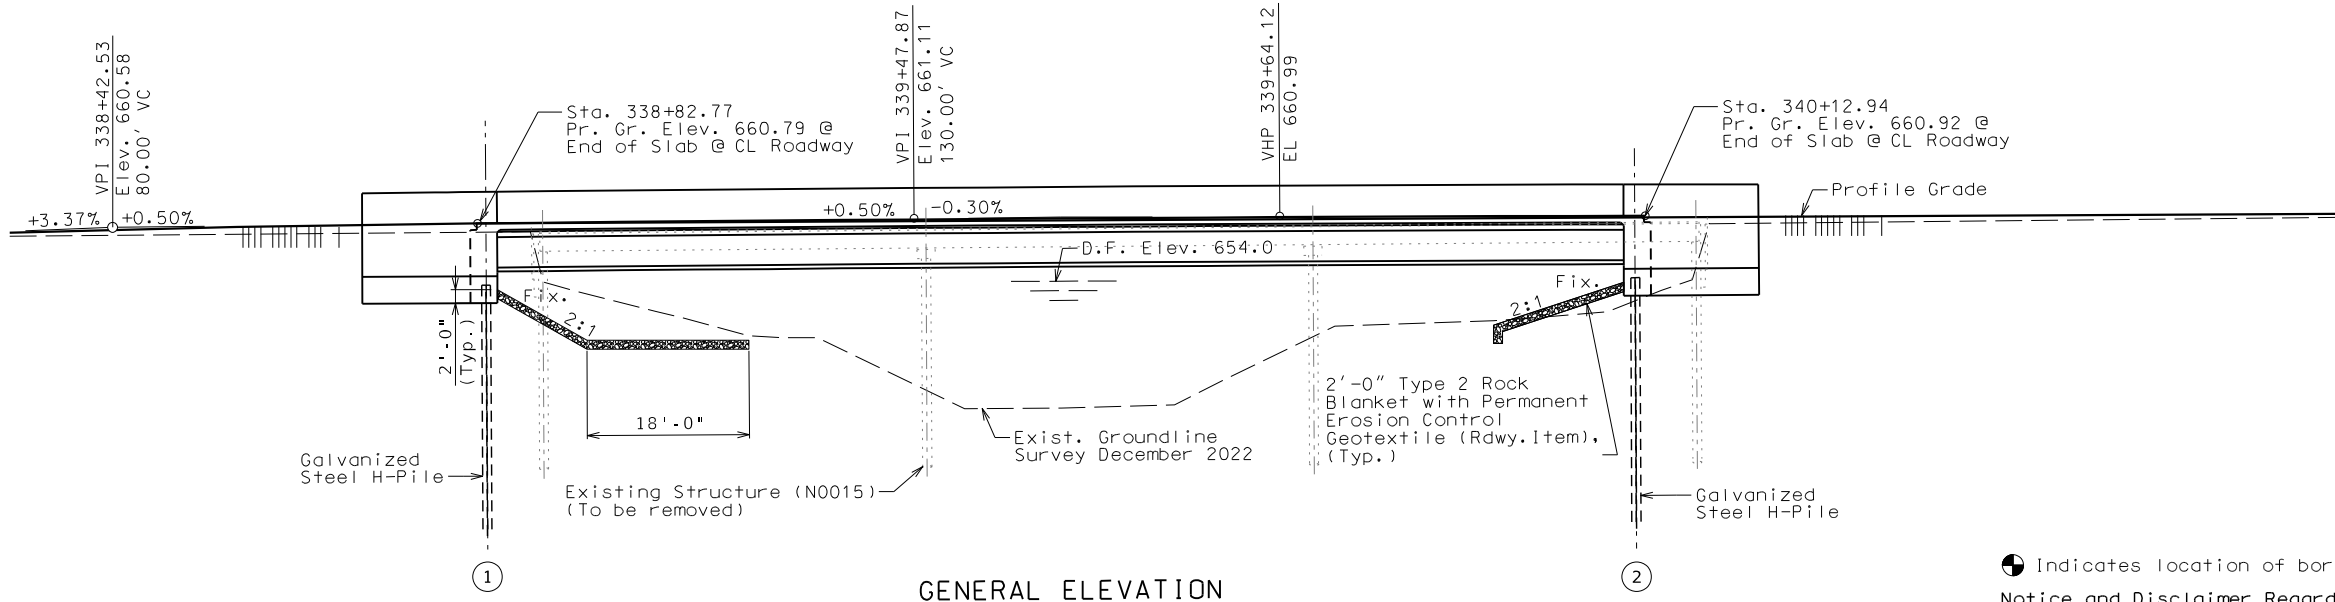 VPI 338+42.53
Elev. 660.58
80.00' VC
+3.37%
+0.50%
Sta. 338+82.77
Pr. Gr. Elev. 660.79 @
End of Slab @ CL Roadway
VPI 339+47.87
Elev. 661.11
130.00' VC
+0.50%
-0.30%
VHP 339+64.12
EL 660.99
Sta. 340+12.94
Pr. Gr. Elev. 660.92 @
End of Slab @ CL Roadway
Profile Grade
D.F. Elev. 654.0
Fix.
2:1
2'-0"
(Typ.)
18'-0"
Fix.
2:1
2'-0" Type 2 Rock
Blanket with Permanent
Erosion Control
Geotextile (Rdwy.Item),
(Typ.)
Exist. Groundline
Survey December 2022
Galvanized
Steel H-Pile
Existing Structure (N0015)
(To be removed)
Galvanized
Steel H-Pile
1
2
GENERAL ELEVATION
Indicates location of bor
Notice and Disclaimer Regard